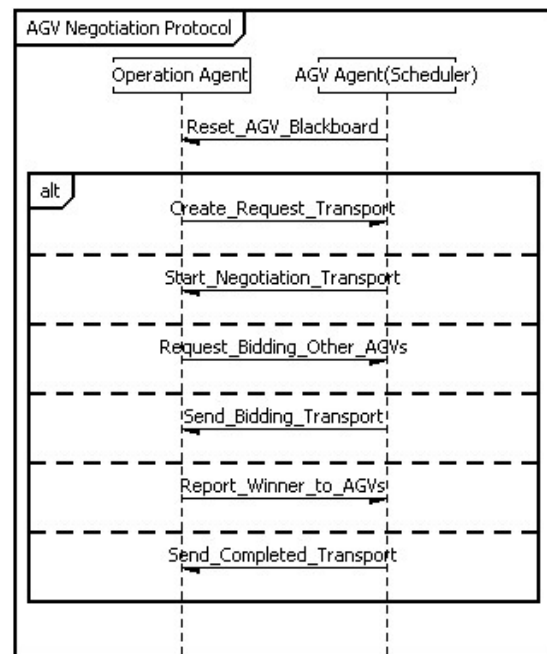 AGV Negotiation Protocol
Operation Agent
AGV Agent(Scheduler)
Reset_AGV_Blackboard
alt
Create_Request_Transport
Start_Negotiation_Transport
Request_Bidding_Other_AGVs
Send_Bidding_Transport
Report_Winner_to_AGVs
Send_Completed_Transport